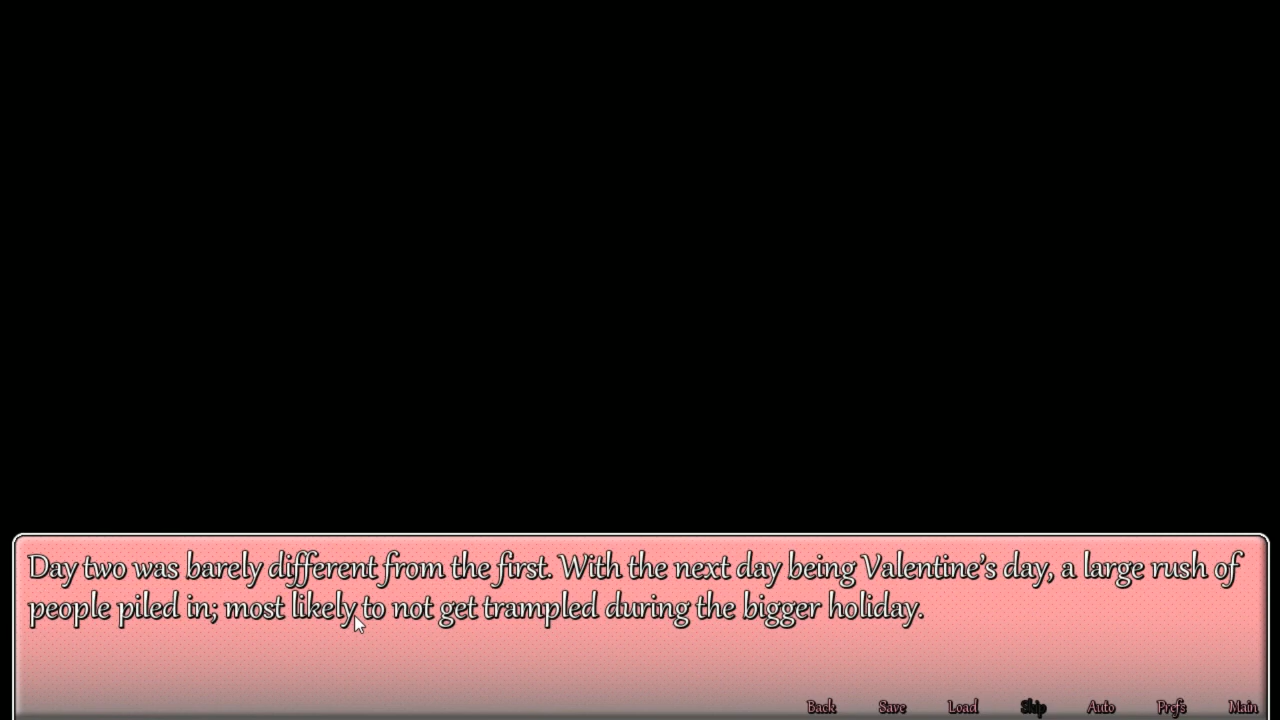 Day two was barely different from the first. With the next day being Valentine's day, a large rush of
people piled in; most likely to not get trampled during the bigger holiday.
Back Save Load Skip Auto Prefs Main